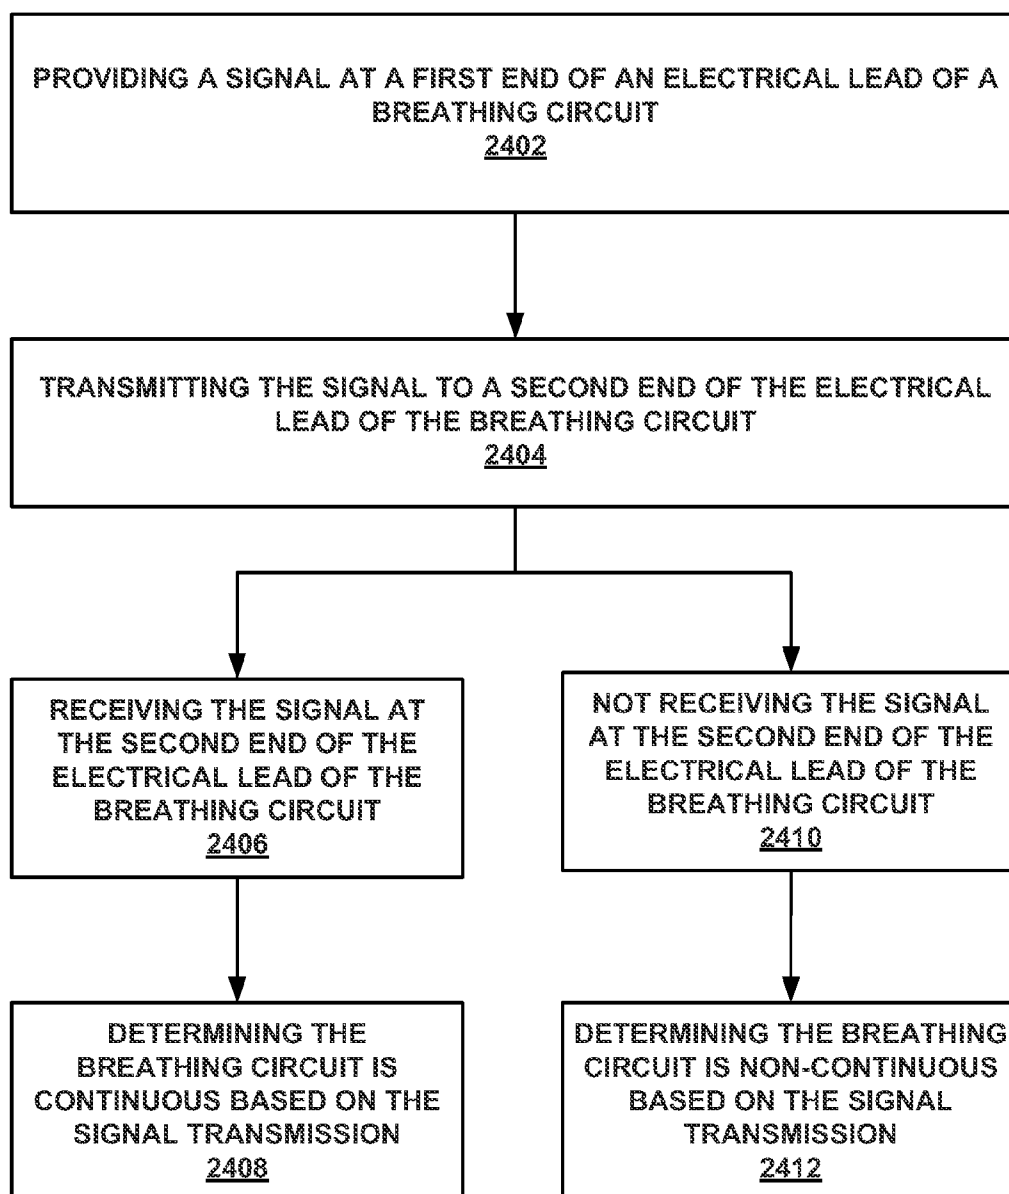 PROVIDING A SIGNAL AT A FIRST END OF AN ELECTRICAL LEAD OF A
BREATHING CIRCUIT
2402
TRANSMITTING THE SIGNAL TO A SECOND END OF THE ELECTRICAL
LEAD OF THE BREATHING CIRCUIT
2404
RECEIVING THE SIGNAL AT
THE SECOND END OF THE
ELECTRICAL LEAD OF THE
BREATHING CIRCUIT
2406
NOT RECEIVING THE SIGNAL
AT THE SECOND END OF THE
ELECTRICAL LEAD OF THE
BREATHING CIRCUIT
2410
DETERMINING THE
BREATHING CIRCUIT IS
CONTINUOUS BASED ON THE
SIGNAL TRANSMISSION
2408
DETERMINING THE BREATHING
CIRCUIT IS NON-CONTINUOUS
BASED ON THE SIGNAL
TRANSMISSION
2412